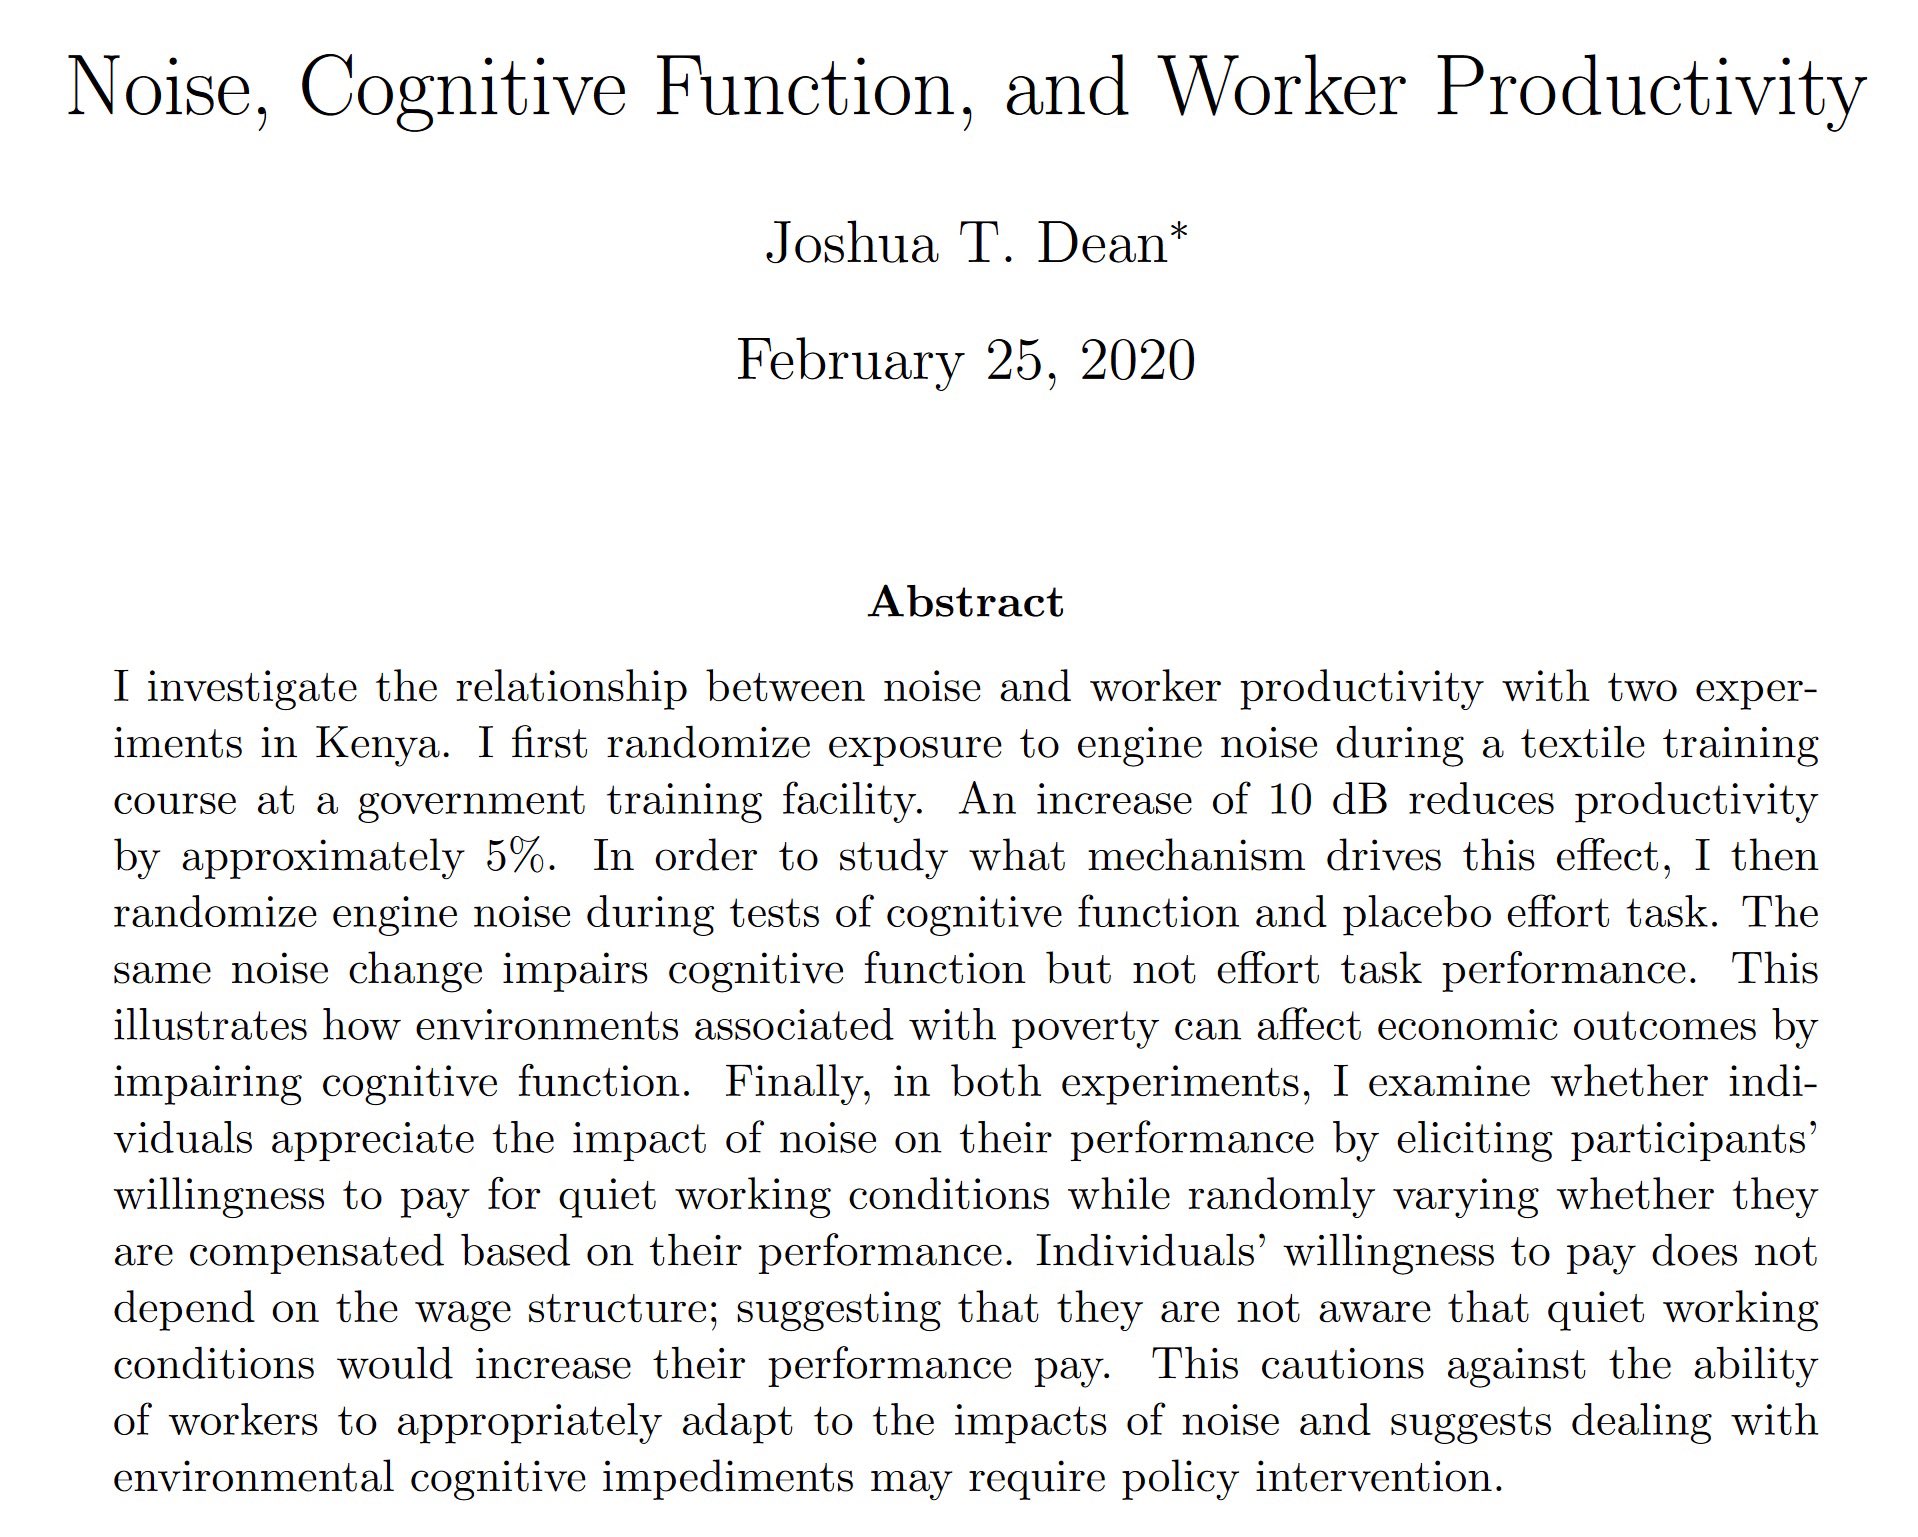 Noise, Cognitive Function, and Worker Productivity
Joshua T. Dean*
February 25, 2020
Abstract
I investigate the relationship between noise and worker productivity with two exper-
iments in Kenya. I first randomize exposure to engine noise during a textile training
course at a government training facility. An increase of 10 dB reduces productivity
by approximately 5%. In order to study what mechanism drives this effect, I then
randomize engine noise during tests of cognitive function and placebo effort task. The
same noise change impairs cognitive function but not effort task performance. This
illustrates how environments associated with poverty can affect economic outcomes by
impairing cognitive function. Finally, in both experiments, I examine whether indi-
viduals appreciate the impact of noise on their performance by eliciting participants’
willingness to pay for quiet working conditions while randomly varying whether they
are compensated based on their performance. Individuals’ willingness to pay does not
depend on the wage structure; suggesting that they are not aware that quiet working
conditions would increase their performance pay. This cautions against the ability
of workers to appropriately adapt to the impacts of noise and suggests dealing with
environmental cognitive impediments may require policy intervention.